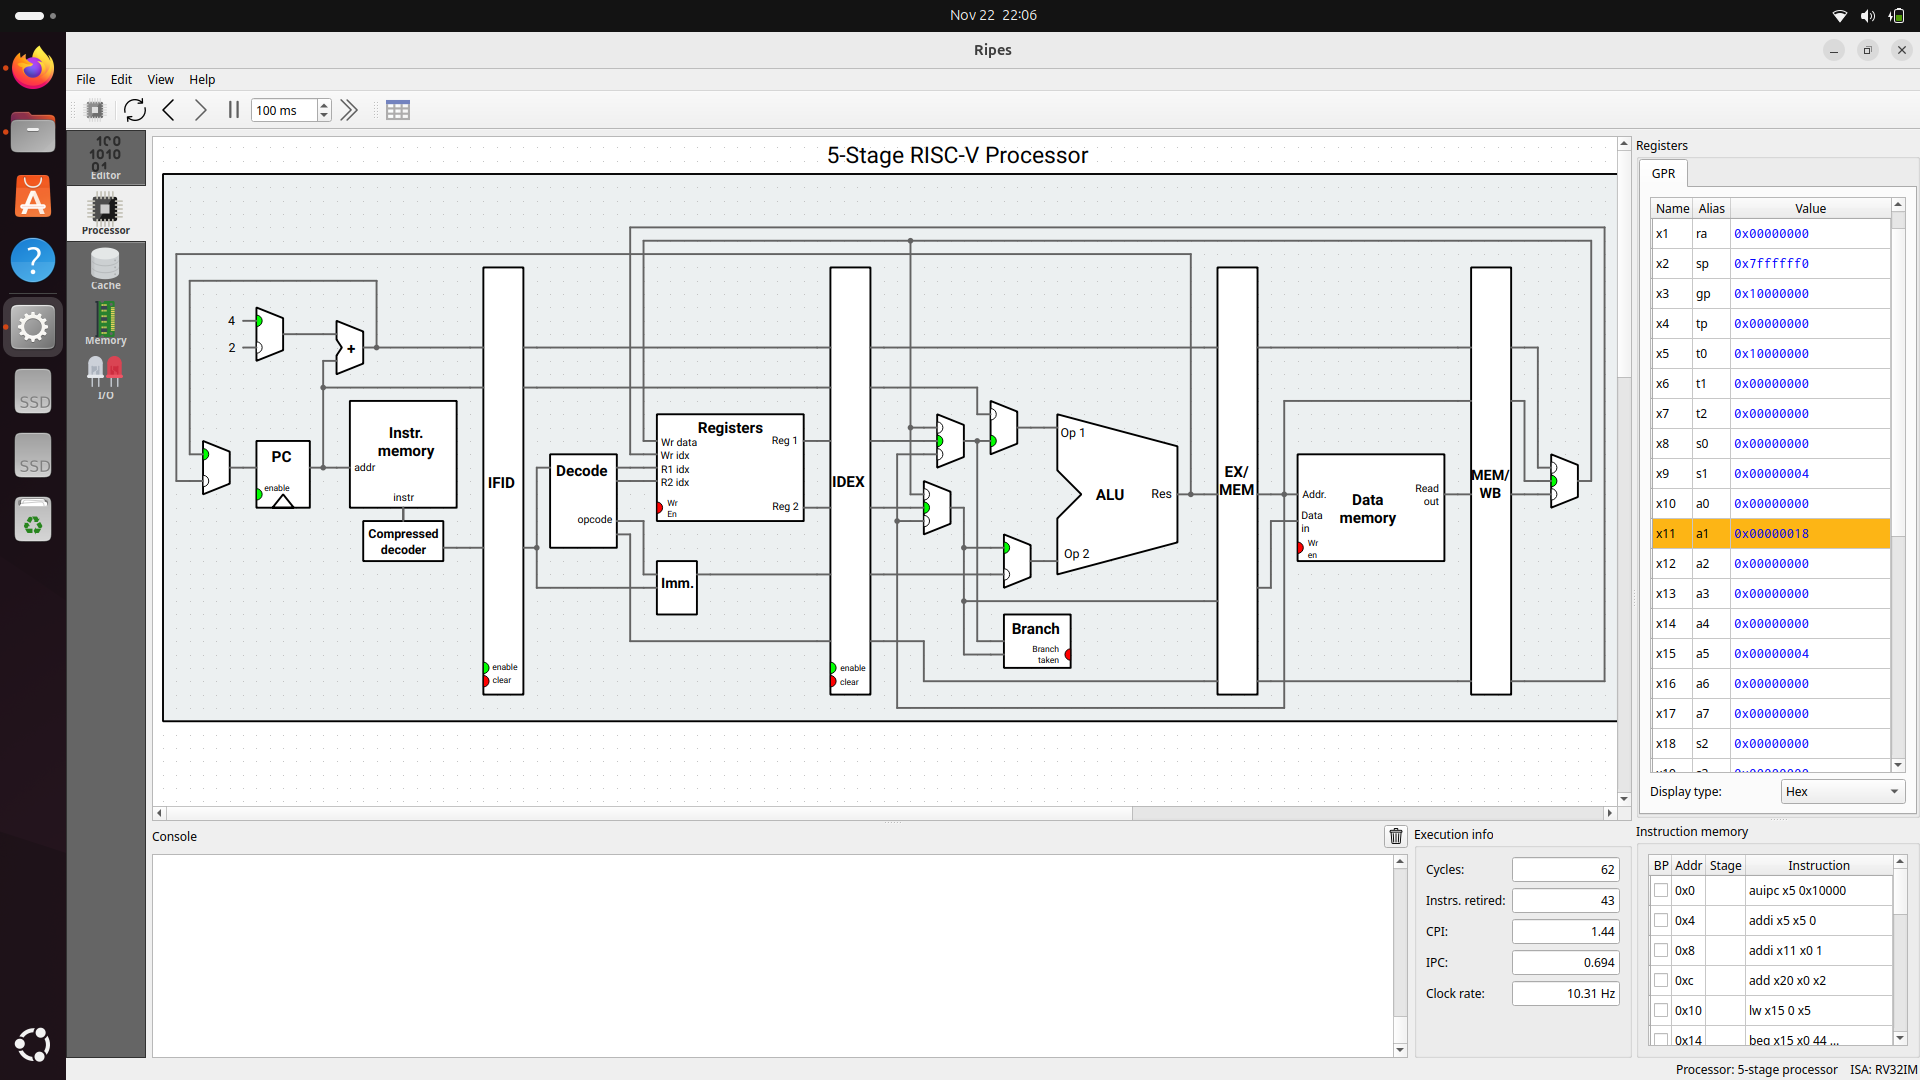 Nov 22 22:06
Ripes
File Edit View Help
100 ms
100
1010
01
Editor
Processor
Cache
Memory
I/O
SSD
SSD
5-Stage RISC-V Processor
4
2
+
PC
enable
Instr.
memory
addr
instr
Compressed
decoder
IFID
enable
clear
Decode
opcode
Registers
Wr data
Wr idx
R1 idx
R2 idx
Wr
En
Reg 1
Reg 2
Imm.
IDEX
enable
clear
Op 1
ALU
Res
Op 2
Branch
Branch
taken
EX/
MEM
Addr.
Data
in
Wr
en
Data
memory
Read
out
MEM/
WB
Registers
GPR
Name Alias Value
x1 ra 0x00000000
x2 sp 0x7ffffff0
x3 gp 0x10000000
x4 tp 0x00000000
x5 t0 0x10000000
x6 t1 0x00000000
x7 t2 0x00000000
x8 s0 0x00000000
x9 s1 0x00000004
x10 a0 0x00000000
x11 a1 0x00000018
x12 a2 0x00000000
x13 a3 0x00000000
x14 a4 0x00000000
x15 a5 0x00000004
x16 a6 0x00000000
x17 a7 0x00000000
x18 s2 0x00000000
Display type: Hex
Console
Execution info
Cycles: 62
Instrs. retired: 43
CPI: 1.44
IPC: 0.694
Clock rate: 10.31 Hz
Instruction memory
BP Addr Stage Instruction
0x0 auipc x5 0x10000
0x4 addi x5 x5 0
0x8 addi x11 x0 1
0xc add x20 x0 x2
0x10 lw x15 0 x5
0x14 beq x15 x0 44 ...
Processor: 5-stage processor ISA: RV32IM